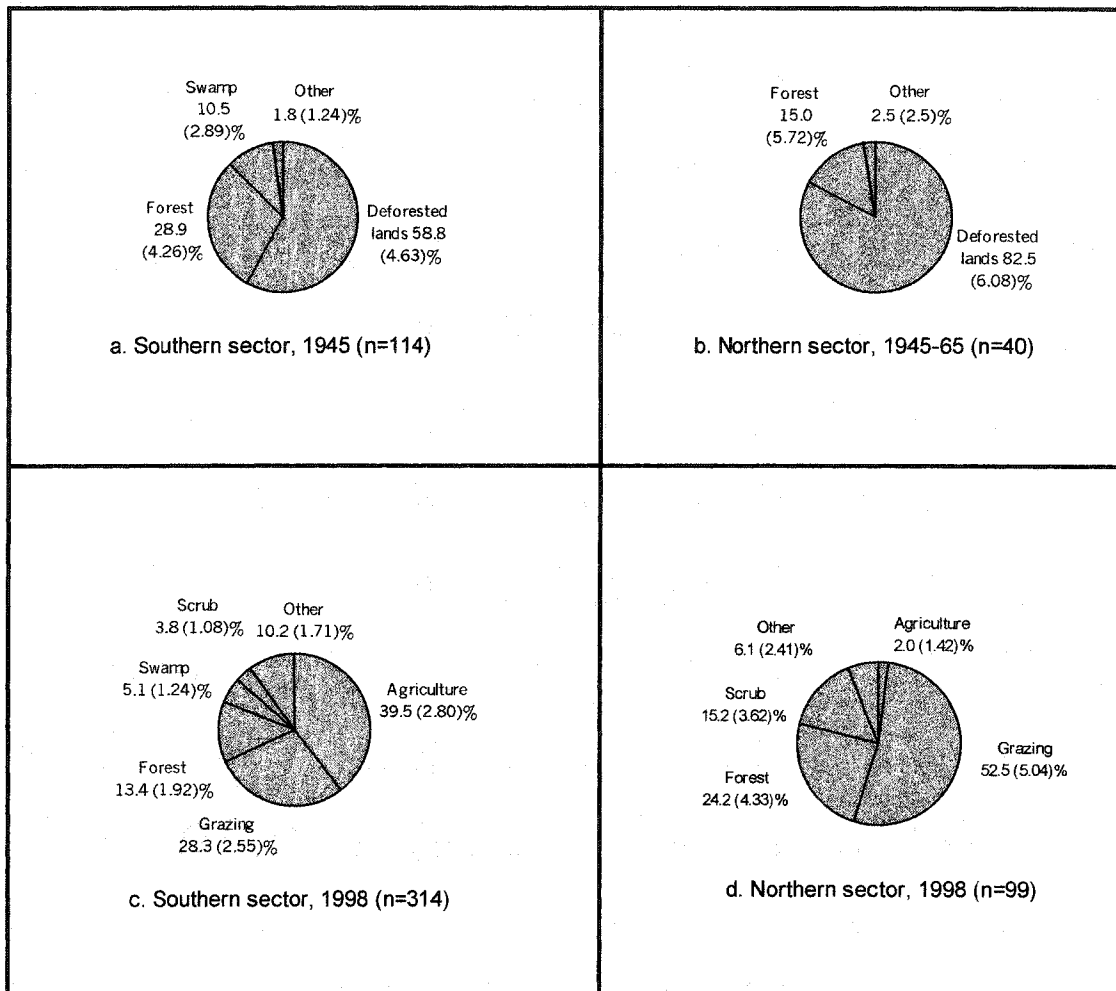 Swamp
10.5
(2.89)%
Other
1.8 (1.24)%
Forest
28.9
(4.26)%
Deforested
lands 58.8
(4.63)%
a. Southern sector, 1945 (n=114)
Forest
15.0
(5.72)%
Other
2.5 (2.5)%
Deforested
lands 82.5
(6.08)%
b. Northern sector, 1945-65 (n=40)
Scrub
3.8 (1.08)%
Other
10.2 (1.71)%
Swamp
5.1 (1.24)%
Agriculture
39.5 (2.80)%
Forest
13.4 (1.92)%
Grazing
28.3 (2.55)%
c. Southern sector, 1998 (n=314)
Other
6.1 (2.41)%
Agriculture
2.0 (1.42)%
Scrub
15.2 (3.62)%
Grazing
52.5 (5.04)%
Forest
24.2 (4.33)%
d. Northern sector, 1998 (n=99)